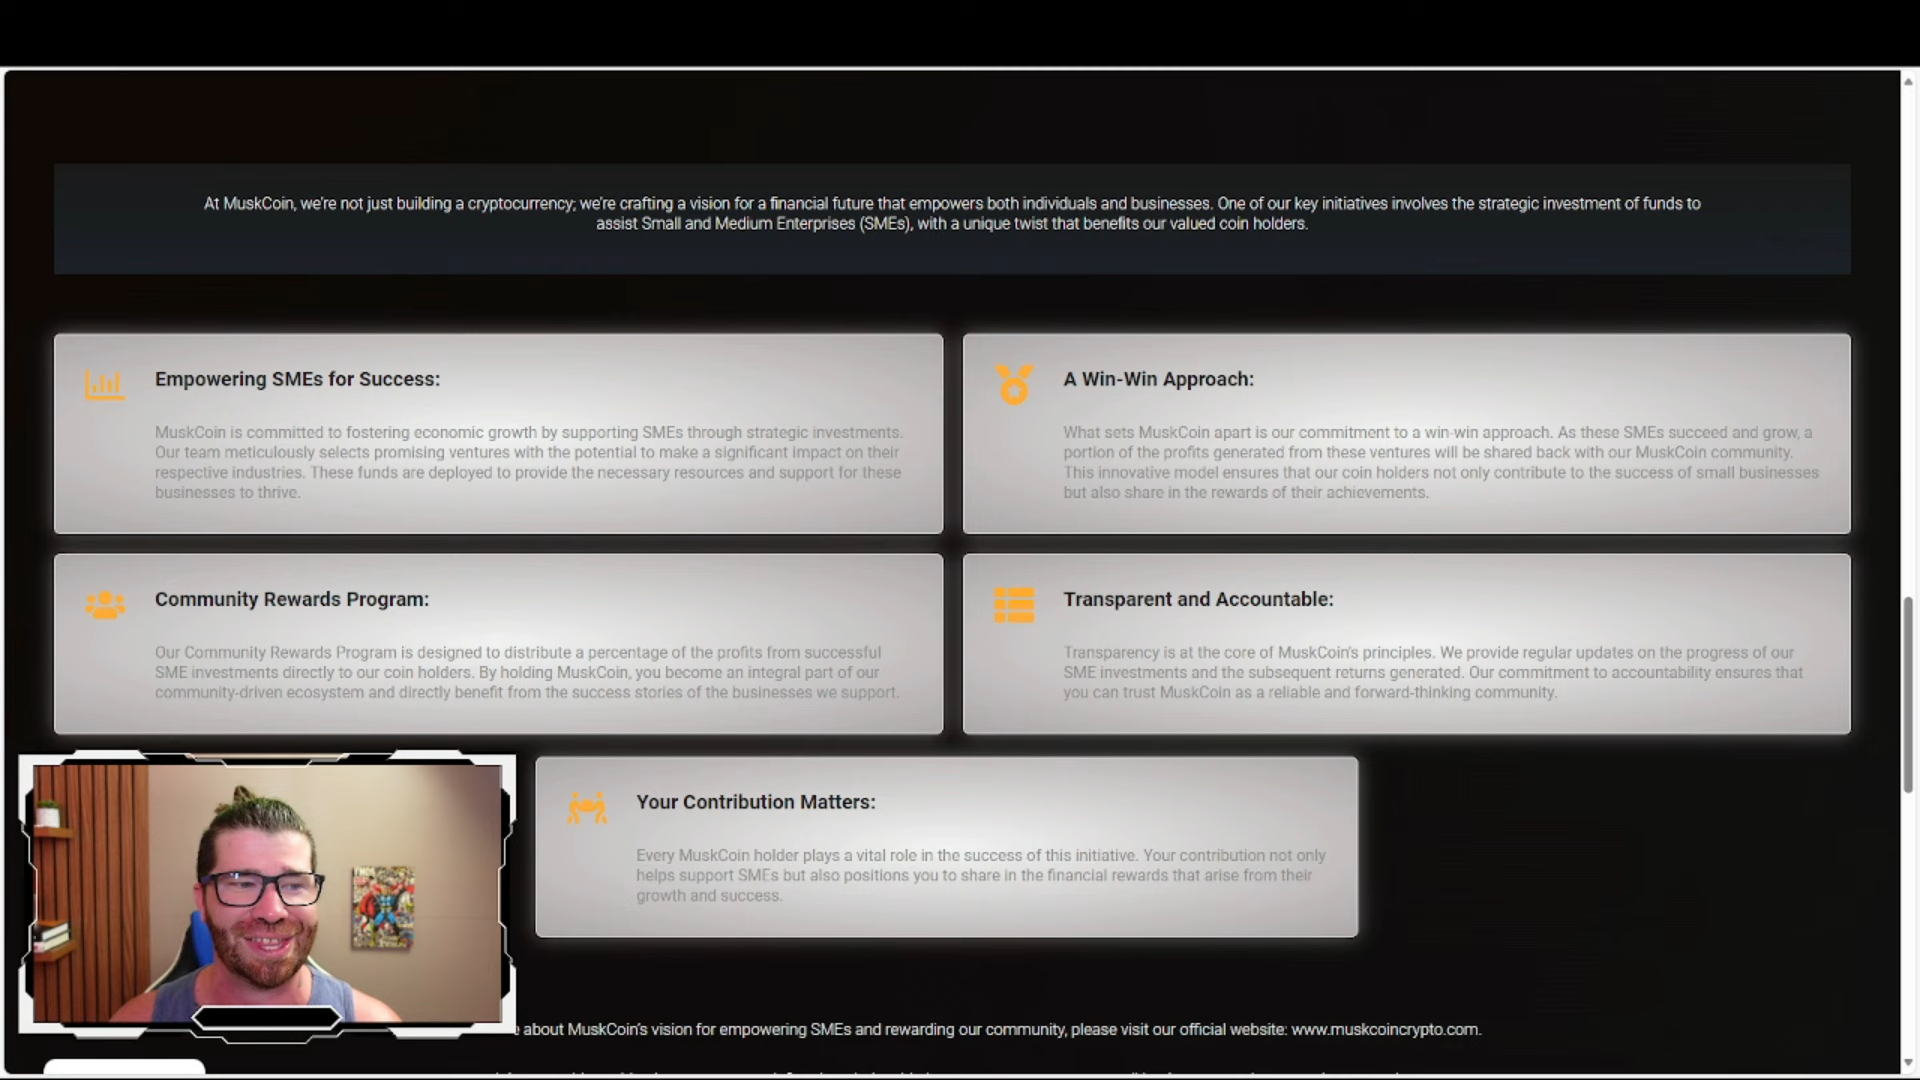 At MuskCoin, we're not just building a cryptocurrency; we're crafting a vision for a financial future that empowers both individuals and businesses. One of our key initiatives involves the strategic investment of funds to
assist Small and Medium Enterprises (SMEs), with a unique twist that benefits our valued coin holders.
Empowering SMEs for Success:
MuskCoin is committed to fostering economic growth by supporting SMEs through strategic investments.
Our team meticulously selects promising ventures with the potential to make a significant impact on their
respective industries. These funds are deployed to provide the necessary resources and support for these
businesses to thrive.
A Win-Win Approach:
What sets MuskCoin apart is our commitment to a win-win approach. As these SMEs succeed and grow, a
portion of the profits generated from these ventures will be shared back with our MuskCoin community.
This innovative model ensures that our coin holders not only contribute to the success of small businesses
but also share in the rewards of their achievements.
Community Rewards Program:
Our Community Rewards Program is designed to distribute a percentage of the profits from successful
SME investments directly to our coin holders. By holding MuskCoin, you become an integral part of our
community-driven ecosystem and directly benefit from the success stories of the businesses we support.
Transparent and Accountable:
Transparency is at the core of MuskCoin's principles. We provide regular updates on the progress of our
SME investments and the subsequent returns generated. Our commitment to accountability ensures that
you can trust MuskCoin as a reliable and forward-thinking community.
Your Contribution Matters:
Every MuskCoin holder plays a vital role in the success of this initiative. Your contribution not only
helps support SMEs but also positions you to share in the financial rewards that arise from their
growth and success.
about MuskCoin's vision for empowering SMEs and rewarding our community, please visit our official website: www.muskcoincrypto.com.